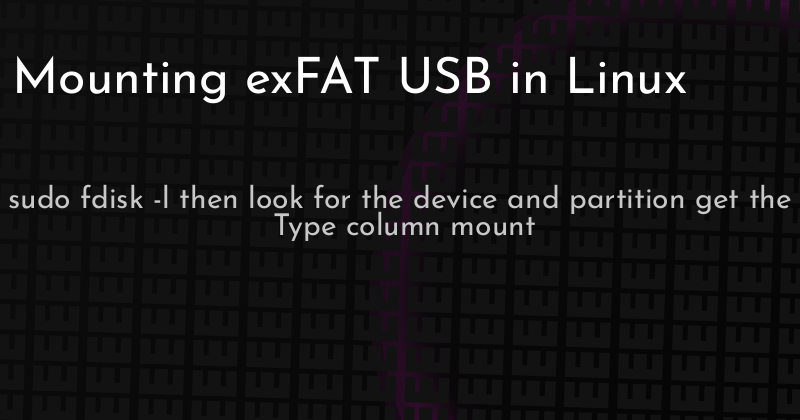 Mounting exFAT USB in Linux
sudo fdisk -l then look for the device and partition get the
Type column mount